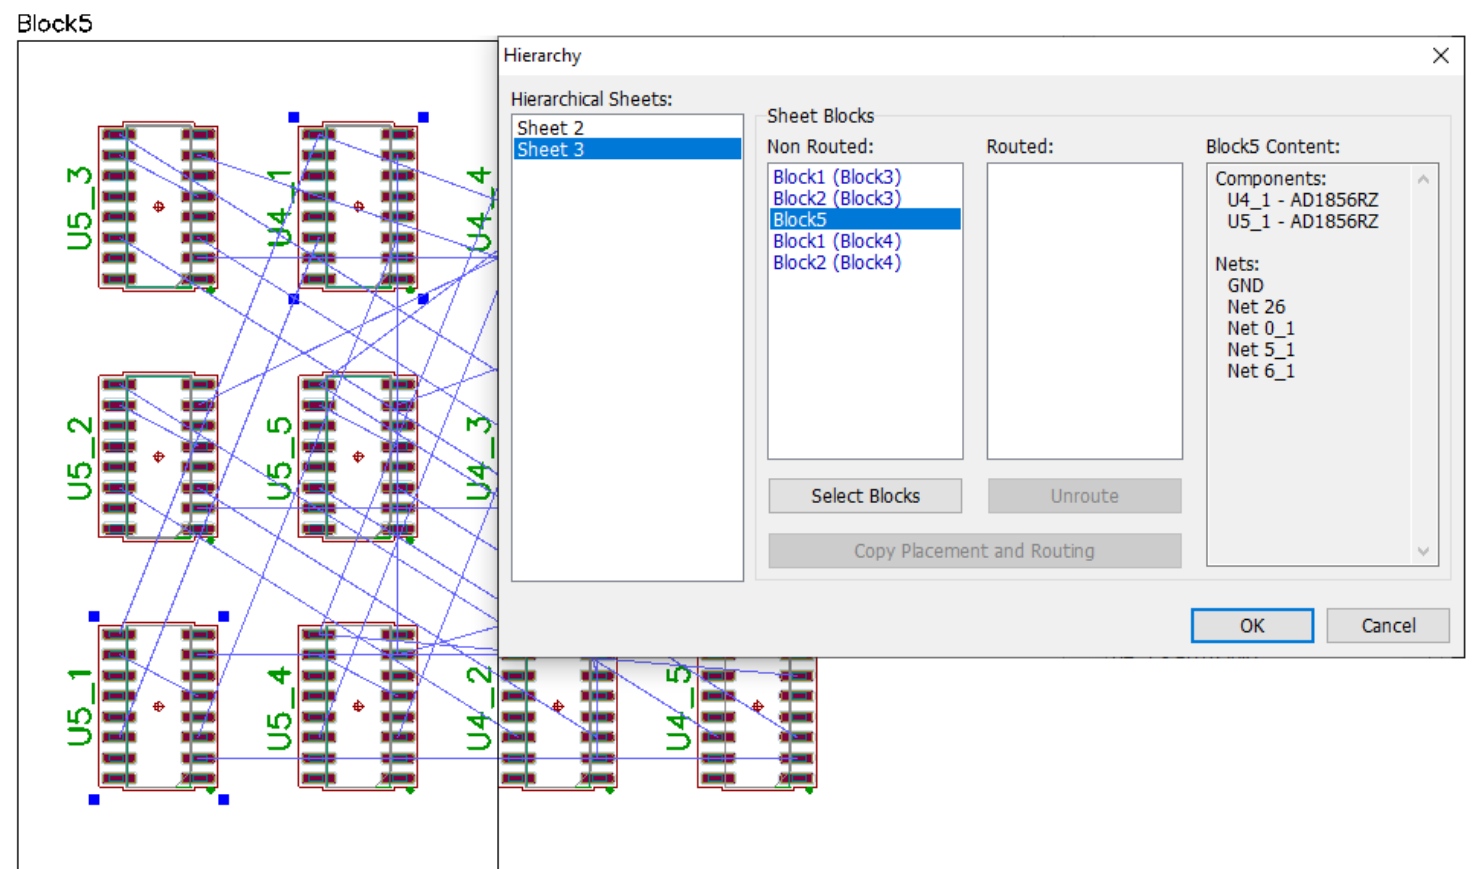 Block5
Hierarchy
Hierarchical Sheets:
Sheet 2
Sheet 3
Sheet Blocks
Non Routed:
Block1 (Block3)
Block2 (Block3)
Block5
Block1 (Block4)
Block2 (Block4)
Routed:
Block5 Content:
Components:
U4_1 - AD1856RZ
U5_1 - AD1856RZ
Nets:
GND
Net 26
Net 0_1
Net 5_1
Net 6_1
Select Blocks
Unroute
Copy Placement and Routing
OK
Cancel
U5_3
U4_1
U4_4
U5_2
U5_5
U4_3
U5_1
U5_4
U4_2
U4_5